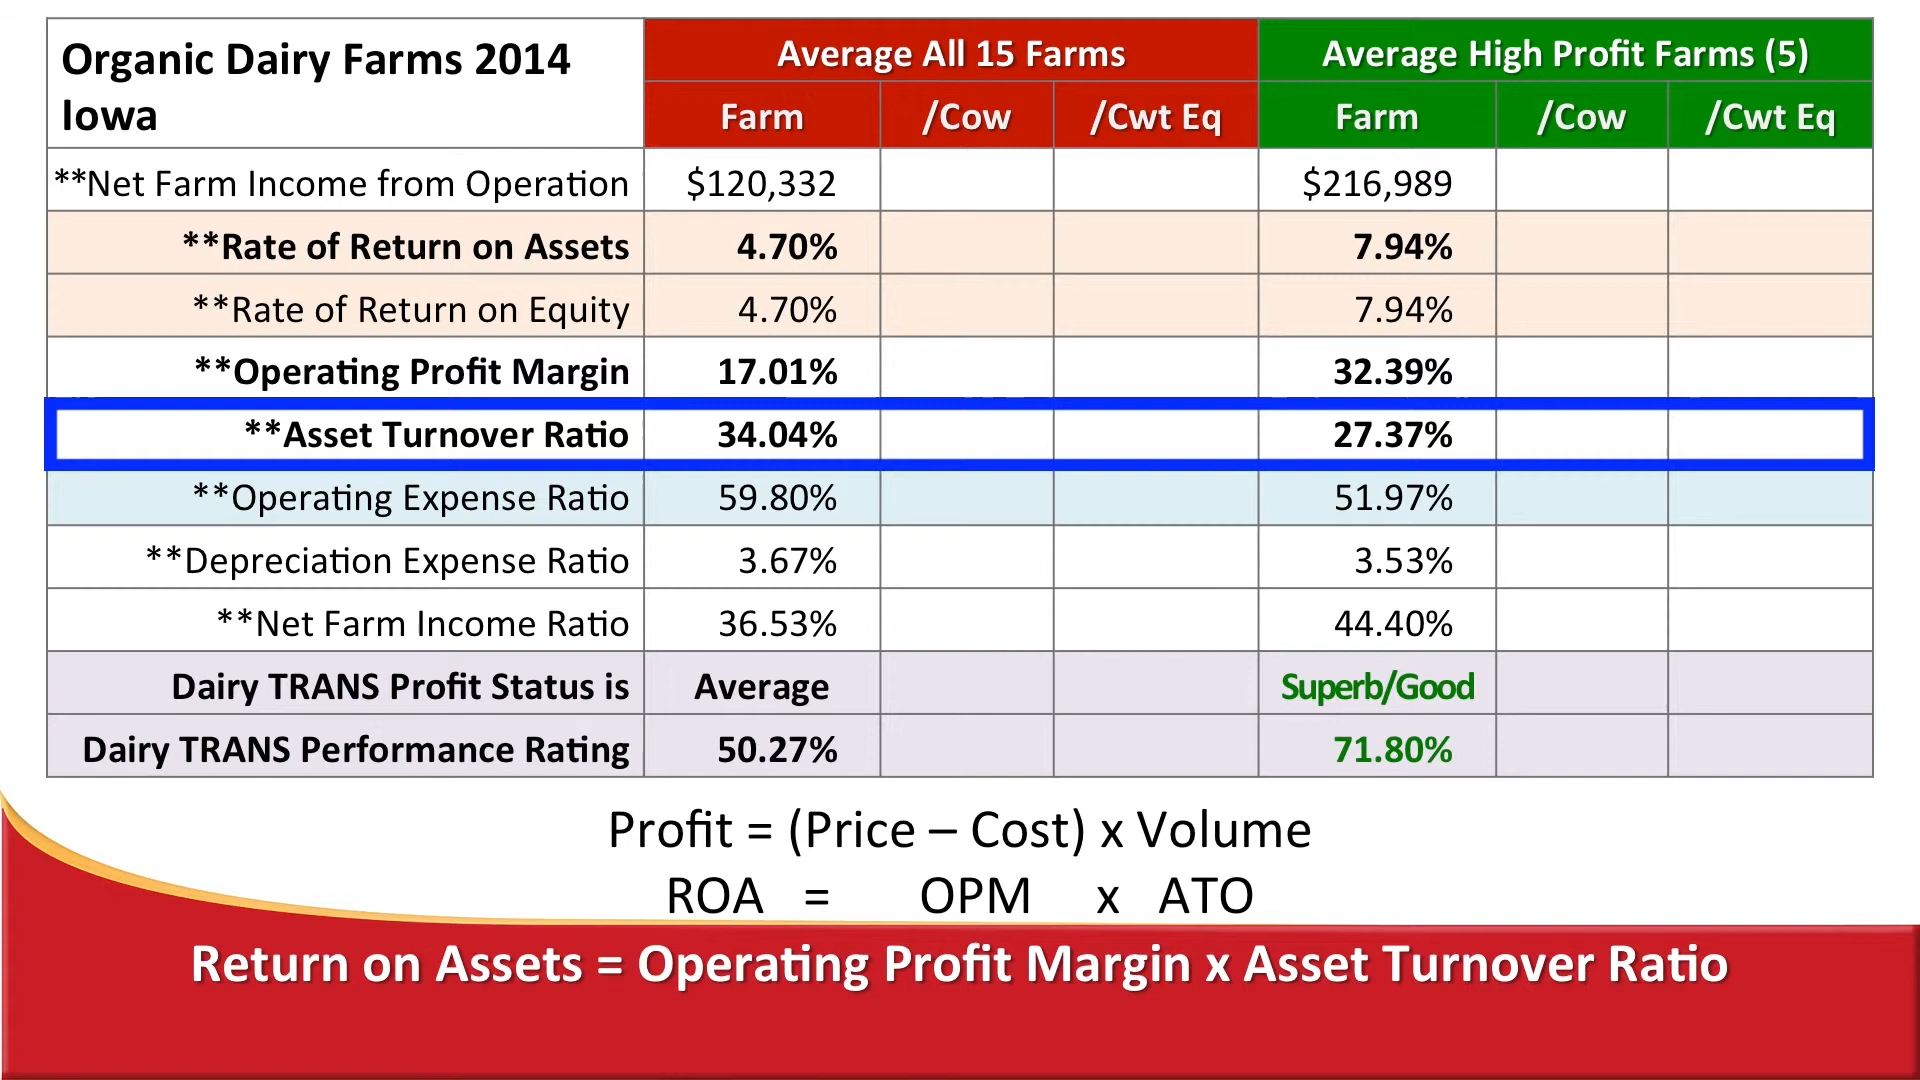 Organic Dairy Farms 2014
Iowa
Average All 15 Farms
Average High Profit Farms (5)
Farm /Cow /Cwt Eq Farm /Cow /Cwt Eq
**Net Farm Income from Operation $120,332 $216,989
**Rate of Return on Assets 4.70% 7.94%
**Rate of Return on Equity 4.70% 7.94%
**Operating Profit Margin 17.01% 32.39%
**Asset Turnover Ratio 34.04% 27.37%
**Operating Expense Ratio 59.80% 51.97%
**Depreciation Expense Ratio 3.67% 3.53%
**Net Farm Income Ratio 36.53% 44.40%
Dairy TRANS Profit Status is Average Superb/Good
Dairy TRANS Performance Rating 50.27% 71.80%
Profit = (Price – Cost) x Volume
ROA = OPM x ATO
Return on Assets = Operating Profit Margin x Asset Turnover Ratio